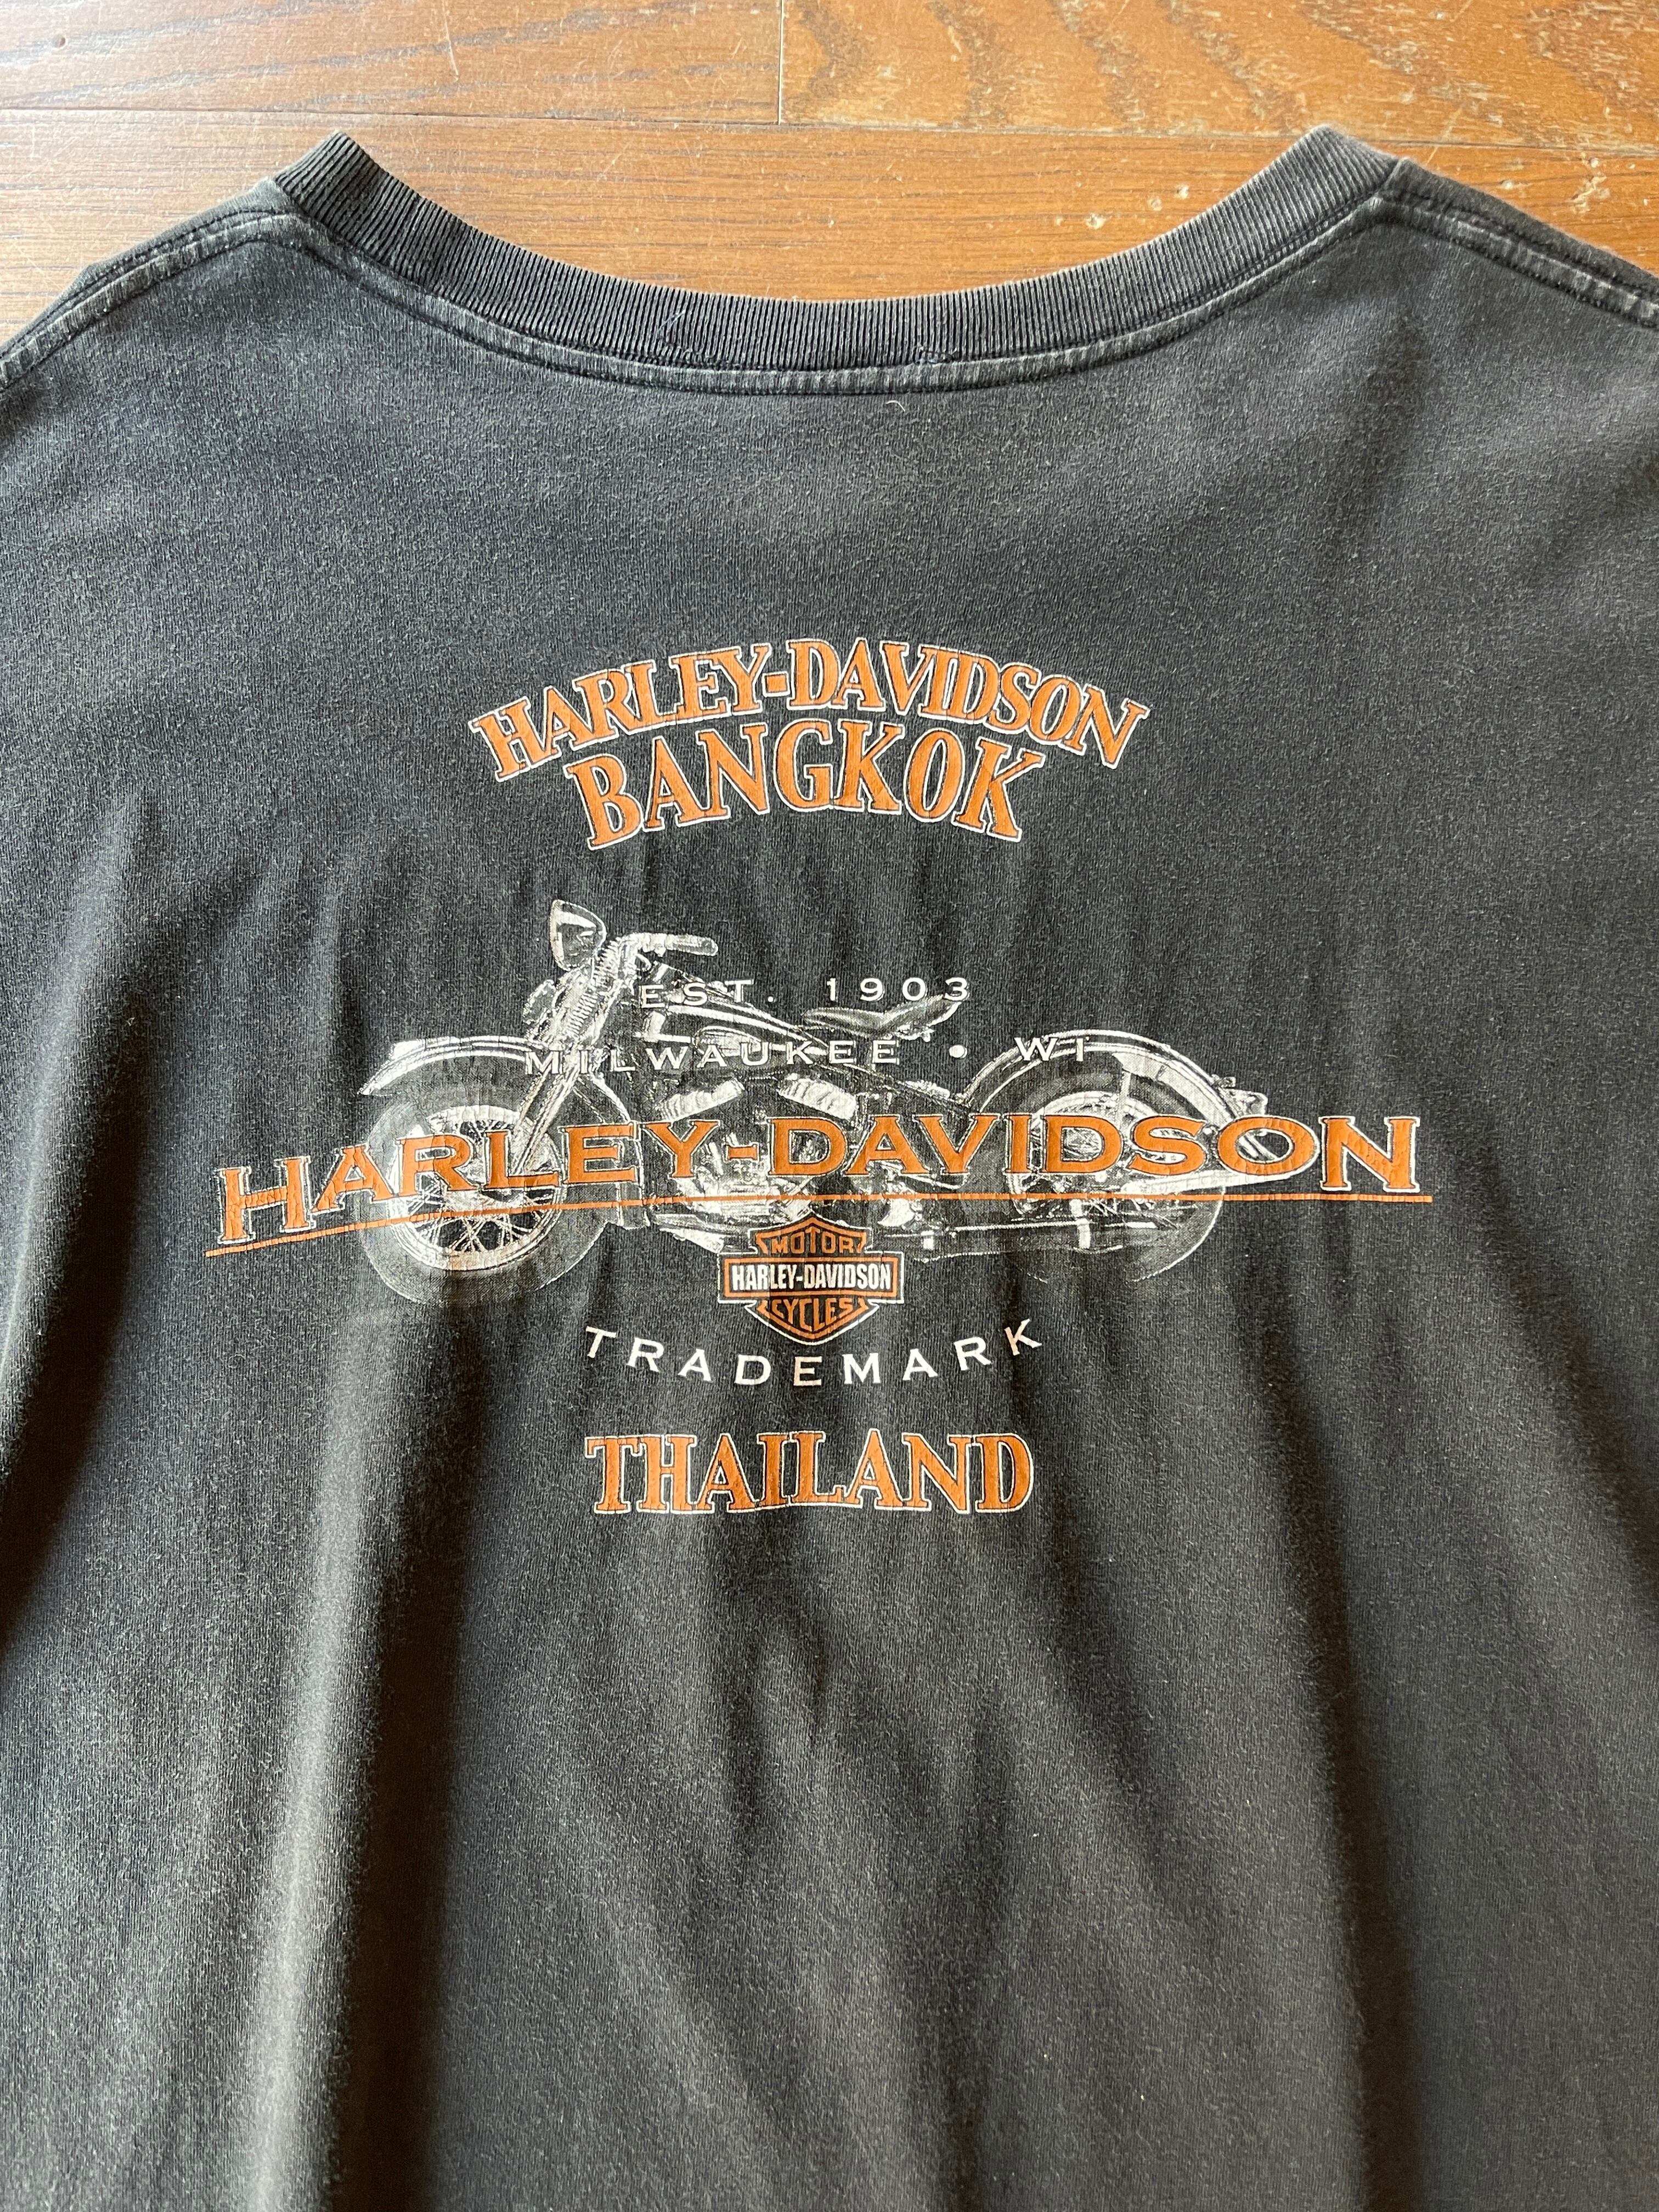 HARLEY-DAVIDSON
BANGKOK
EST. 1903
MILWAUKEE • WI
HARLEY-DAVIDSON
MOTOR
HARLEY-DAVIDSON
CYCLES
TRADEMARK
THAILAND